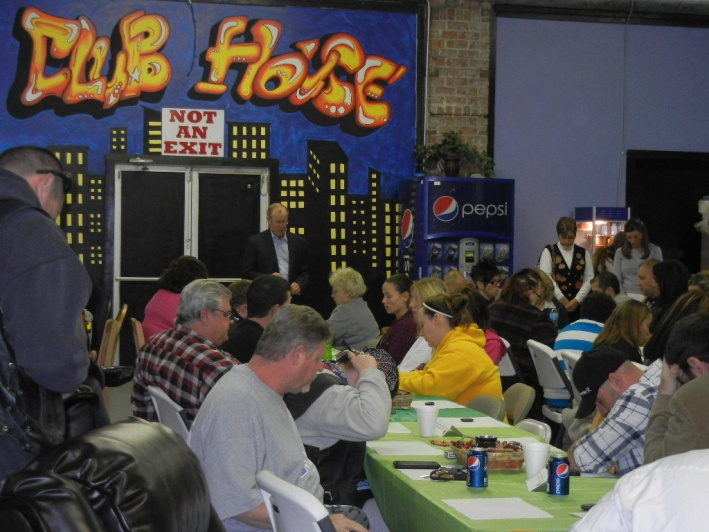 CLUB HOUSE
NOT
AN
EXIT
pepsi